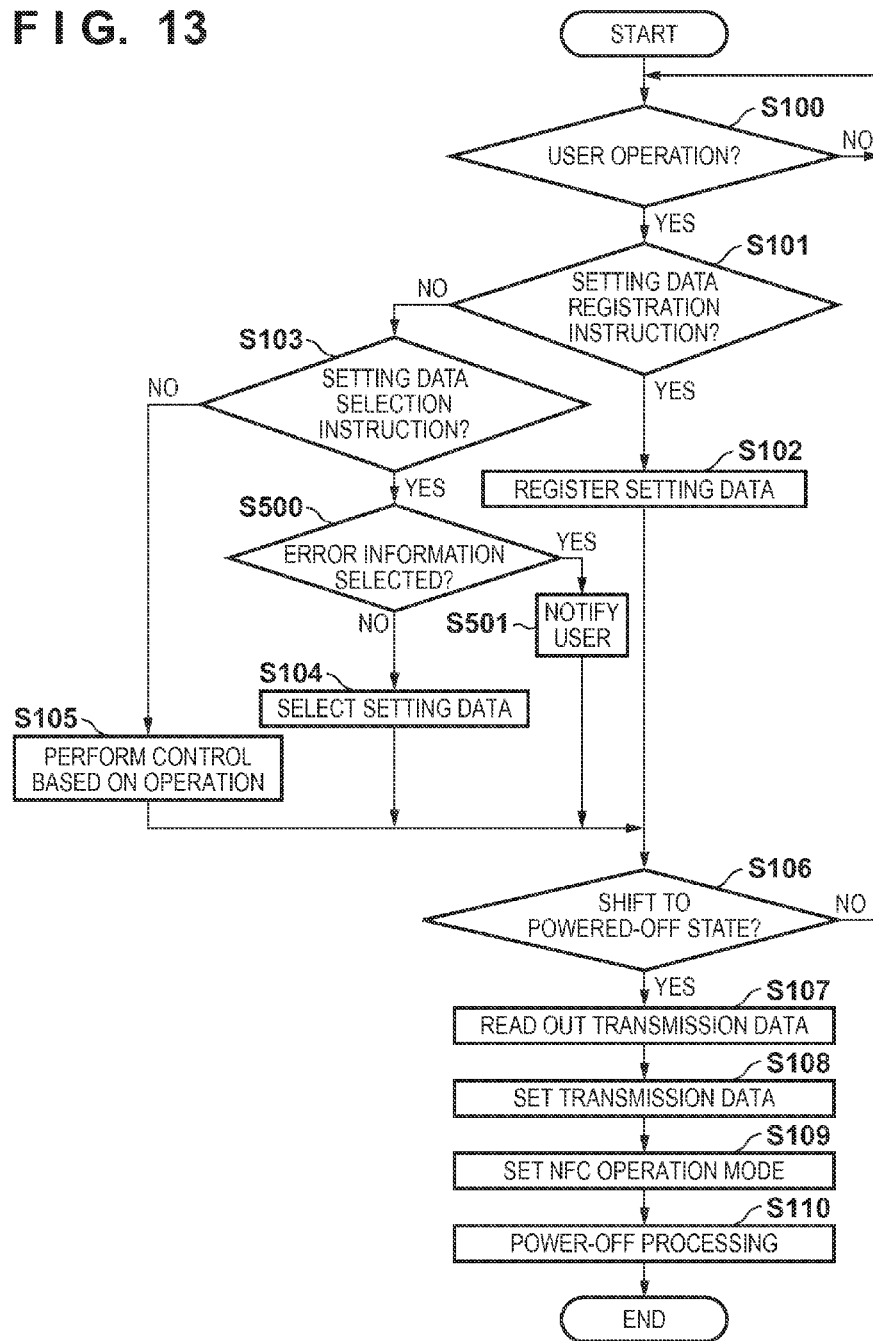 FIG. 13
START
S100
USER OPERATION?
NO
YES
S101
SETTING DATA
REGISTRATION
INSTRUCTION?
NO
YES
S103
SETTING DATA
SELECTION
INSTRUCTION?
NO
YES
S102
REGISTER SETTING DATA
S500
ERROR INFORMATION
SELECTED?
YES
NO
S501
NOTIFY
USER
S104
SELECT SETTING DATA
S105
PERFORM CONTROL
BASED ON OPERATION
S106
SHIFT TO
POWERED-OFF STATE?
NO
YES
S107
READ OUT TRANSMISSION DATA
S108
SET TRANSMISSION DATA
S109
SET NFC OPERATION MODE
S110
POWER-OFF PROCESSING
END